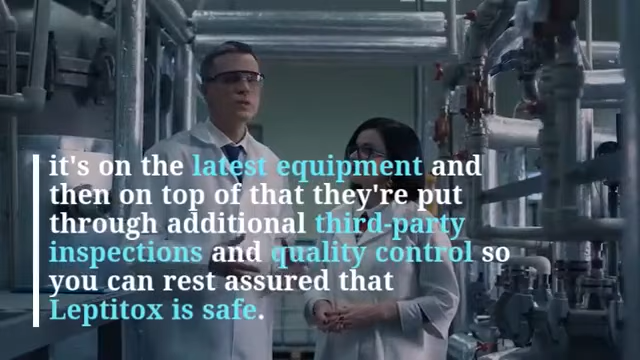 it's on the latest equipment and
then on top of that they're put
through additional third-party
inspections and quality control so
you can rest assured that
Leptitox is safe.